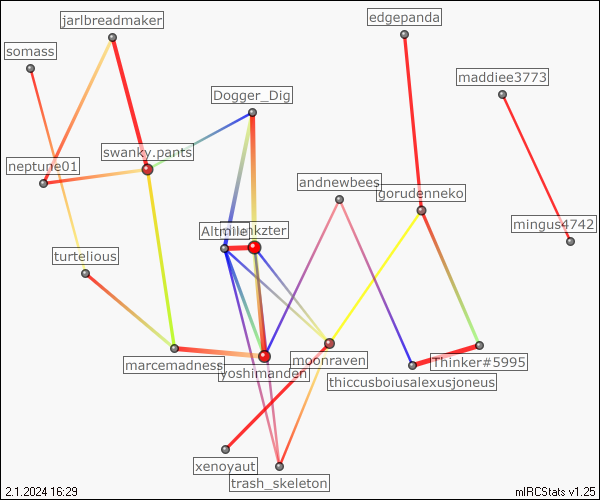 edgepanda
jarlbreadmaker
somass
maddiee3773
Dogger_Dig
swanky.pants
neptune01
andnewbees
gorudenneko
mingus4742
turtelious
moonraven
marcemadness
yoshimanden
Thinker#5995
thiccusboiusalexusjoneus
xenoyaut
trash_skeleton
2.1.2024 16:29
mIRCStats v1.25